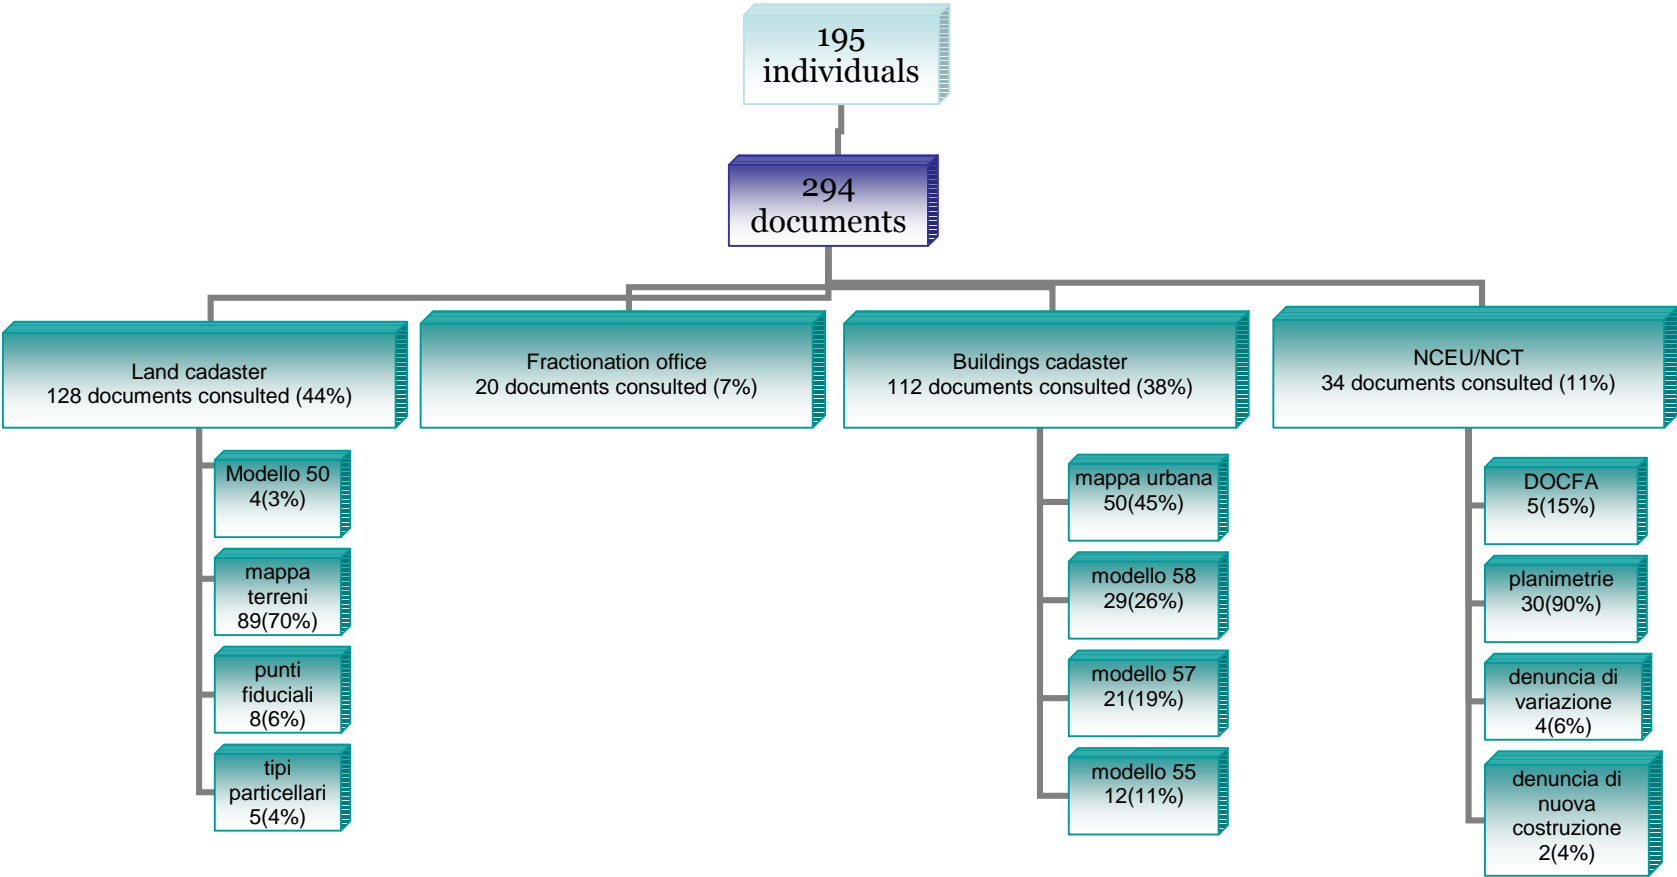 195
individuals
294
documents
Land cadaster
128 documents consulted (44%)
Fractionation office
20 documents consulted (7%)
Buildings cadaster
112 documents consulted (38%)
NCEU/NCT
34 documents consulted (11%)
Modello 50
4(3%)
mappa
terreni
89(70%)
punti
fiduciali
8(6%)
tipi
particellari
5(4%)
mappa urbana
50(45%)
modello 58
29(26%)
modello 57
21(19%)
modello 55
12(11%)
DOCFA
5(15%)
planimetrie
30(90%)
denuncia di
variazione
4(6%)
denuncia di
nuova
costruzione
2(4%)